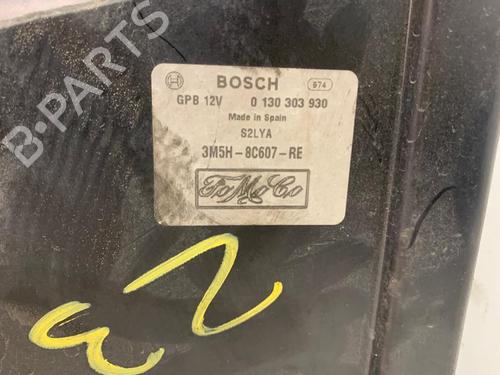 BOSCH 674
GPB 12V 0 130 303 930
Made in Spain
S2LYA
3M5H-8C607-RE
FoMoCo
B-PARTS